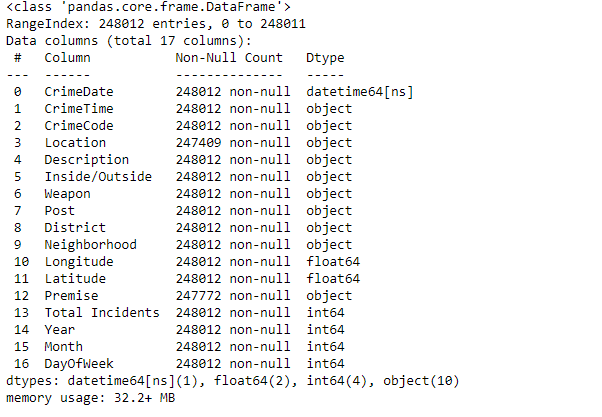 <class 'pandas.core.frame.DataFrame'>
RangeIndex: 248012 entries, 0 to 248011
Data columns (total 17 columns):
 #   Column           Non-Null Count   Dtype
---  ------           --------------   -----
 0   CrimeDate        248012 non-null  datetime64[ns]
 1   CrimeTime        248012 non-null  object
 2   CrimeCode        248012 non-null  object
 3   Location         247409 non-null  object
 4   Description      248012 non-null  object
 5   Inside/Outside   248012 non-null  object
 6   Weapon           248012 non-null  object
 7   Post             248012 non-null  object
 8   District         248012 non-null  object
 9   Neighborhood     248012 non-null  object
 10  Longitude        248012 non-null  float64
 11  Latitude         248012 non-null  float64
 12  Premise          247772 non-null  object
 13  Total Incidents  248012 non-null  int64
 14  Year             248012 non-null  int64
 15  Month            248012 non-null  int64
 16  DayOfWeek        248012 non-null  int64
dtypes: datetime64[ns](1), float64(2), int64(4), object(10)
memory usage: 32.2+ MB